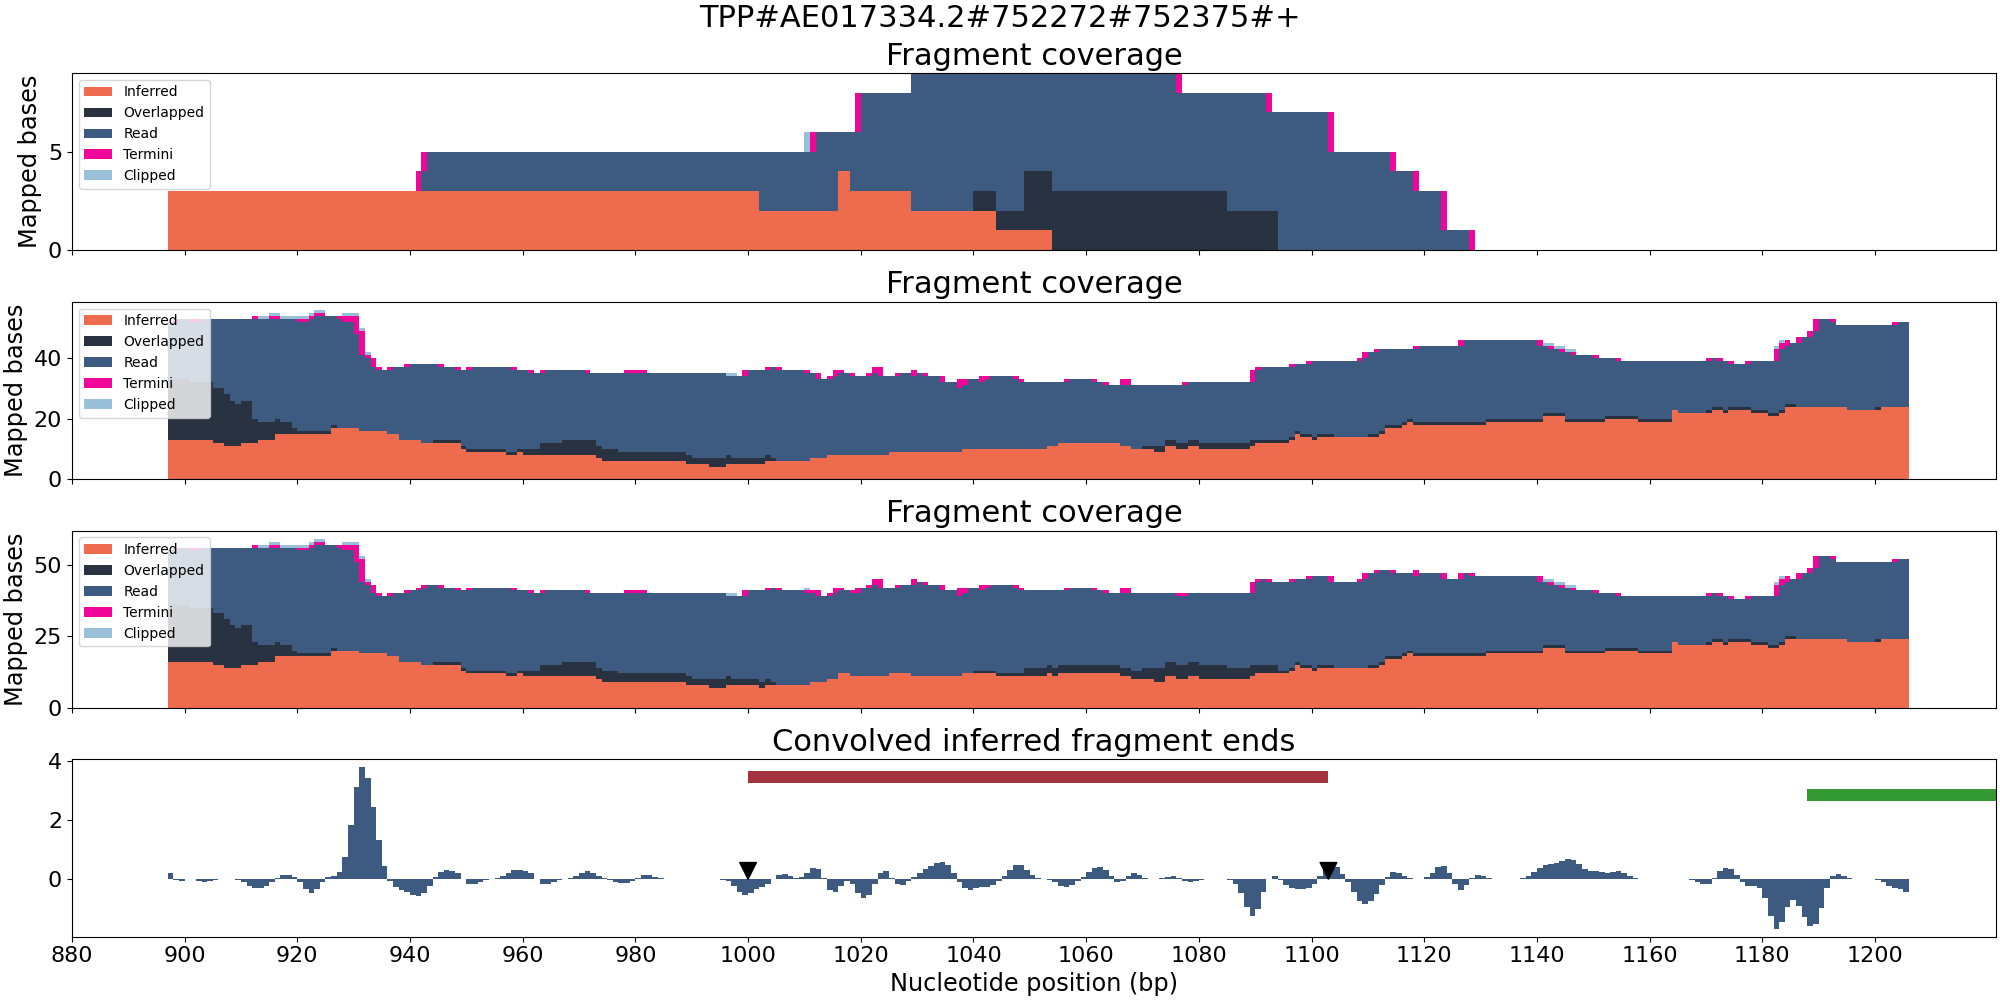 TPP#AE017334.2#752272#752375#+
Fragment coverage
Mapped bases
5
0
Inferred
Overlapped
Read
Termini
Clipped
Fragment coverage
Mapped bases
40
20
0
Inferred
Overlapped
Read
Termini
Clipped
Fragment coverage
Mapped bases
50
25
0
Inferred
Overlapped
Read
Termini
Clipped
Convolved inferred fragment ends
4
2
0
880 900 920 940 960 980 1000 1020 1040 1060 1080 1100 1120 1140 1160 1180 1200
Nucleotide position (bp)